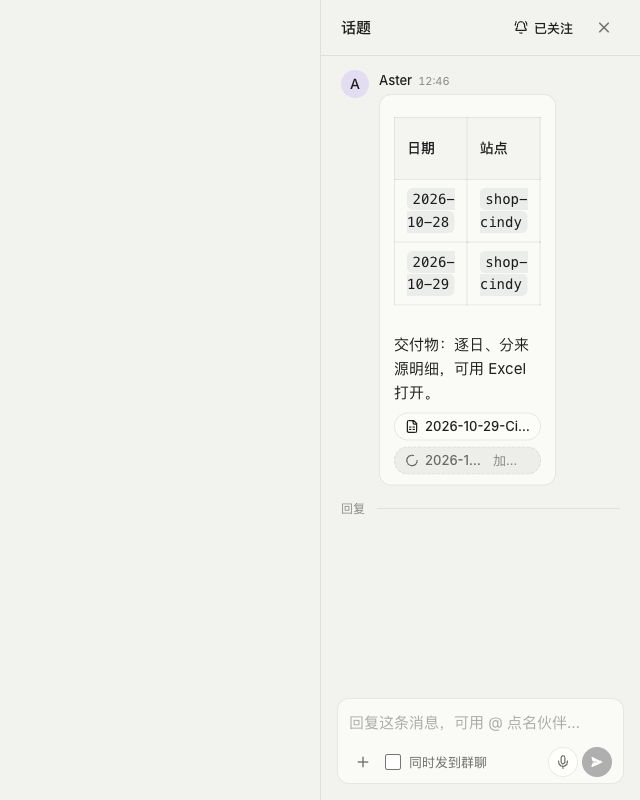 话题
已关注
A
Aster 12:46
日期 站点
2026-10-28 shop-cindy
2026-10-29 shop-cindy
交付物：逐日、分来
源明细，可用 Excel
打开。
2026-10-29-Ci...
2026-1... 加...
回复
回复这条消息，可用 @ 点名伙伴...
同时发到群聊